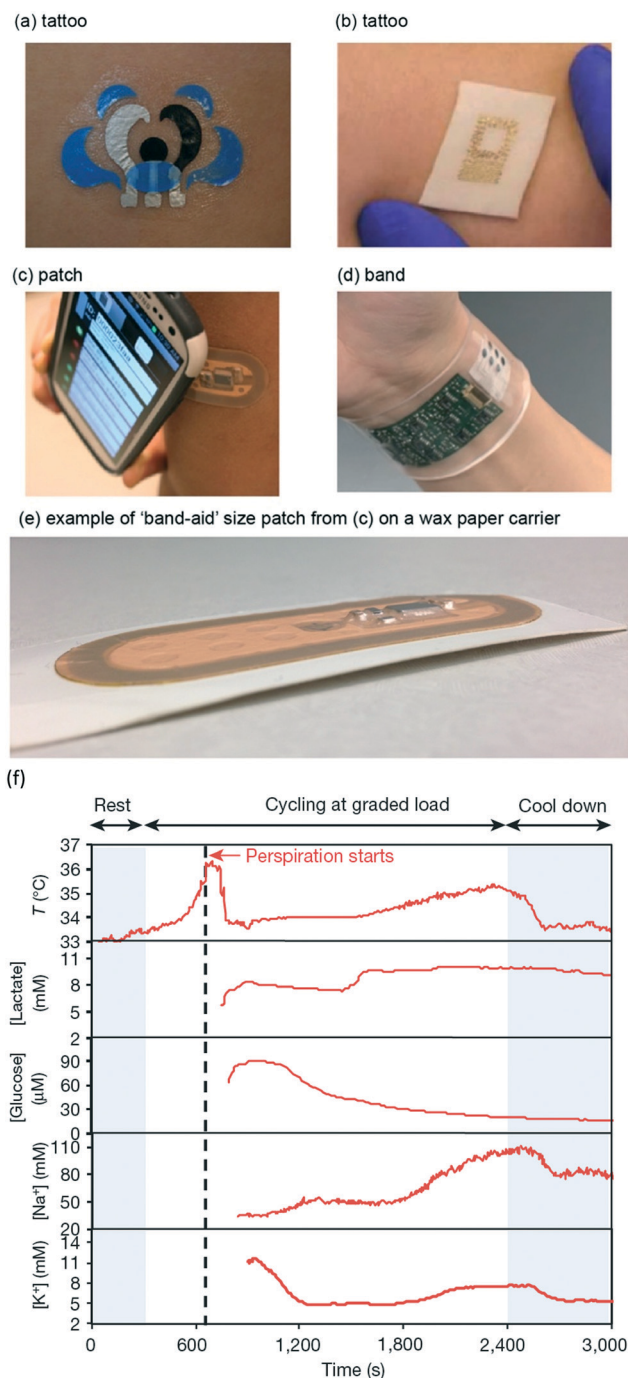 (a) tattoo
(b) tattoo
(c) patch
(d) band
(e) example of ‘band-aid’ size patch from (c) on a wax paper carrier
(f)
Rest
Cycling at graded load
Cool down
Perspiration starts
T (°C)
37
36
35
34
33
[Lactate]
(mM)
11
8
5
2
[Glucose]
(μM)
90
60
30
0
[Na⁺] (mM)
110
80
50
20
[K⁺] (mM)
14
11
8
5
2
0
600
1,200
1,800
2,400
3,000
Time (s)